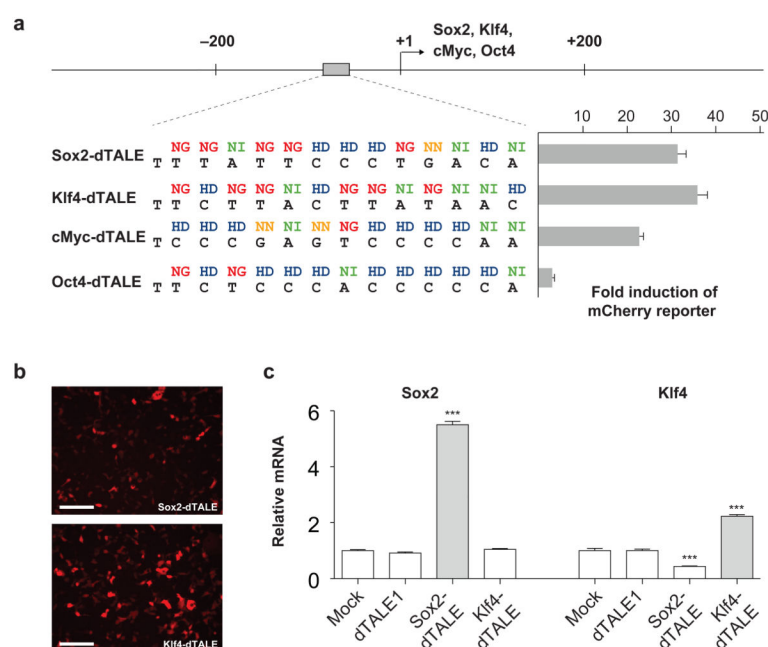 a
Sox2, Klf4,
cMyc, Oct4
–200 +1 +200
0 10 20 30 40 50
NG NG NI NG NG HD HD HD NG NN NI HD NI
Sox2-dTALE T T T A T T C C C T G A C A
NG HD NG NG NI HD NG NG NI NG NI NI HD
Klf4-dTALE T T C T T A C T T A T A A C
HD HD HD NN NI NN NG HD HD HD HD NI NI
cMyc-dTALE T C C C G A G T C C C C A A
NG HD NG HD HD HD NI HD HD HD HD HD NI
Oct4-dTALE T T C T C C C A C C C C C A
Fold induction of
mCherry reporter
b
Sox2-dTALE
Klf4-dTALE
c
Sox2
Klf4
Relative mRNA
6
4
2
0
***
***
***
Mock
dTALE1
Sox2-
dTALE
Klf4-
dTALE
Mock
dTALE1
Sox2-
dTALE
Klf4-
dTALE